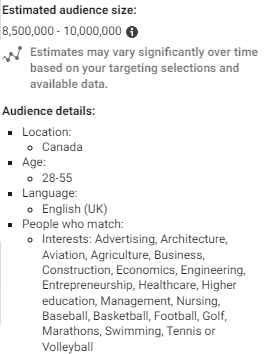 Estimated audience size:
8,500,000 - 10,000,000
Estimates may vary significantly over time
based on your targeting selections and
available data.
Audience details:
Location:
Canada
Age:
28-55
Language:
English (UK)
People who match:
Interests: Advertising, Architecture,
Aviation, Agriculture, Business,
Construction, Economics, Engineering,
Entrepreneurship, Healthcare, Higher
education, Management, Nursing,
Baseball, Basketball, Football, Golf,
Marathons, Swimming, Tennis or
Volleyball